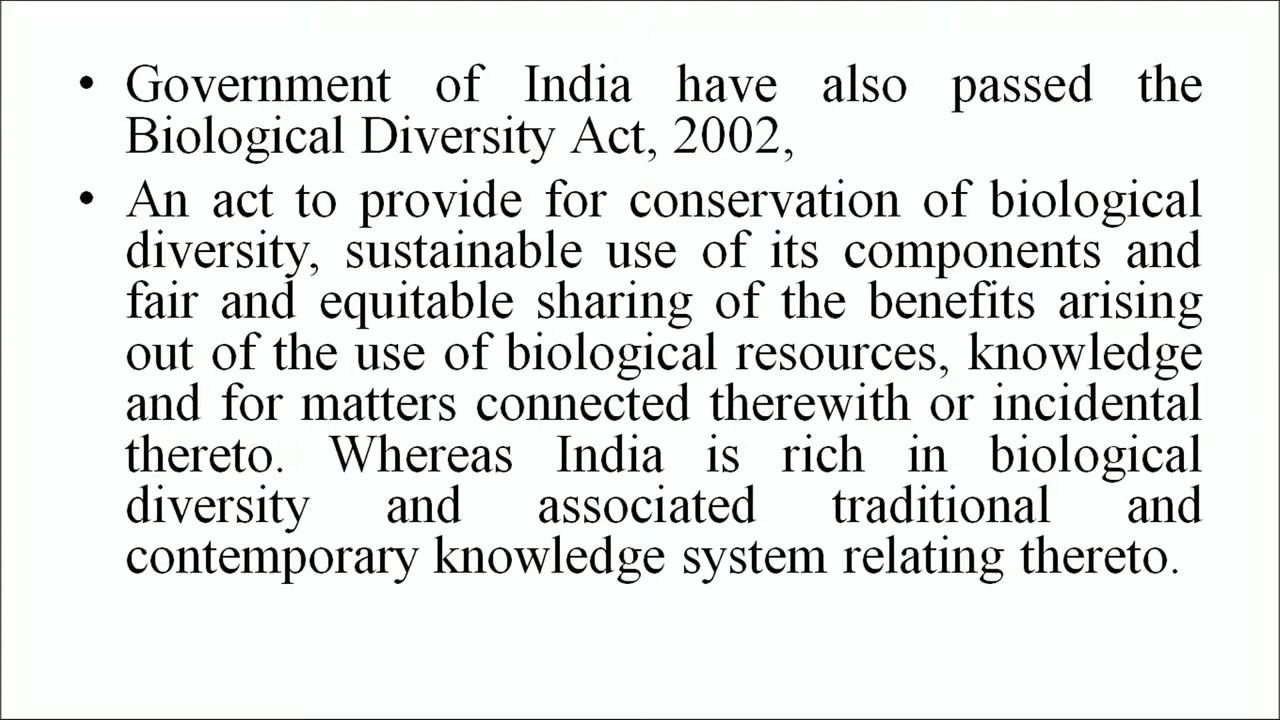 • Government of India have also passed the
Biological Diversity Act, 2002,
• An act to provide for conservation of biological
diversity, sustainable use of its components and
fair and equitable sharing of the benefits arising
out of the use of biological resources, knowledge
and for matters connected therewith or incidental
thereto. Whereas India is rich in biological
diversity and associated traditional and
contemporary knowledge system relating thereto.